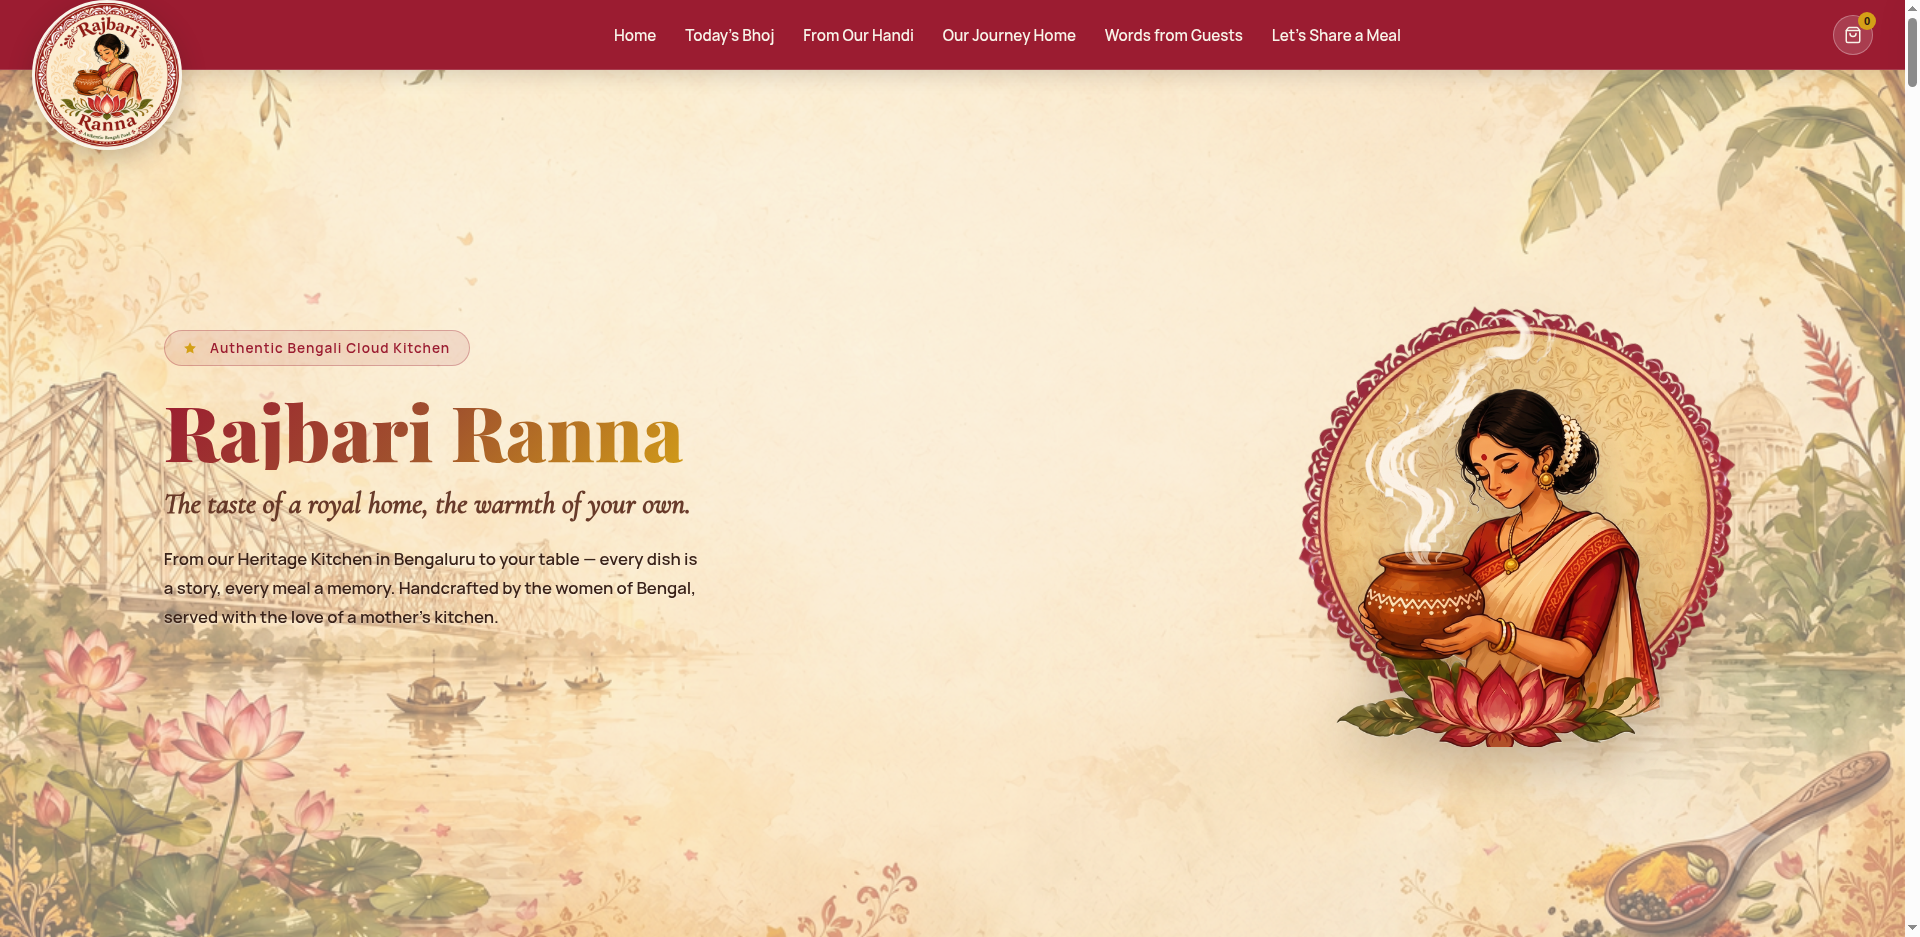 Rajbari
Ranna
Authentic Bengali Food
Home
Today's Bhoj
From Our Handi
Our Journey Home
Words from Guests
Let's Share a Meal
0
Authentic Bengali Cloud Kitchen
Rajbari Ranna
The taste of a royal home, the warmth of your own.
From our Heritage Kitchen in Bengaluru to your table — every dish is
a story, every meal a memory. Handcrafted by the women of Bengal,
served with the love of a mother's kitchen.